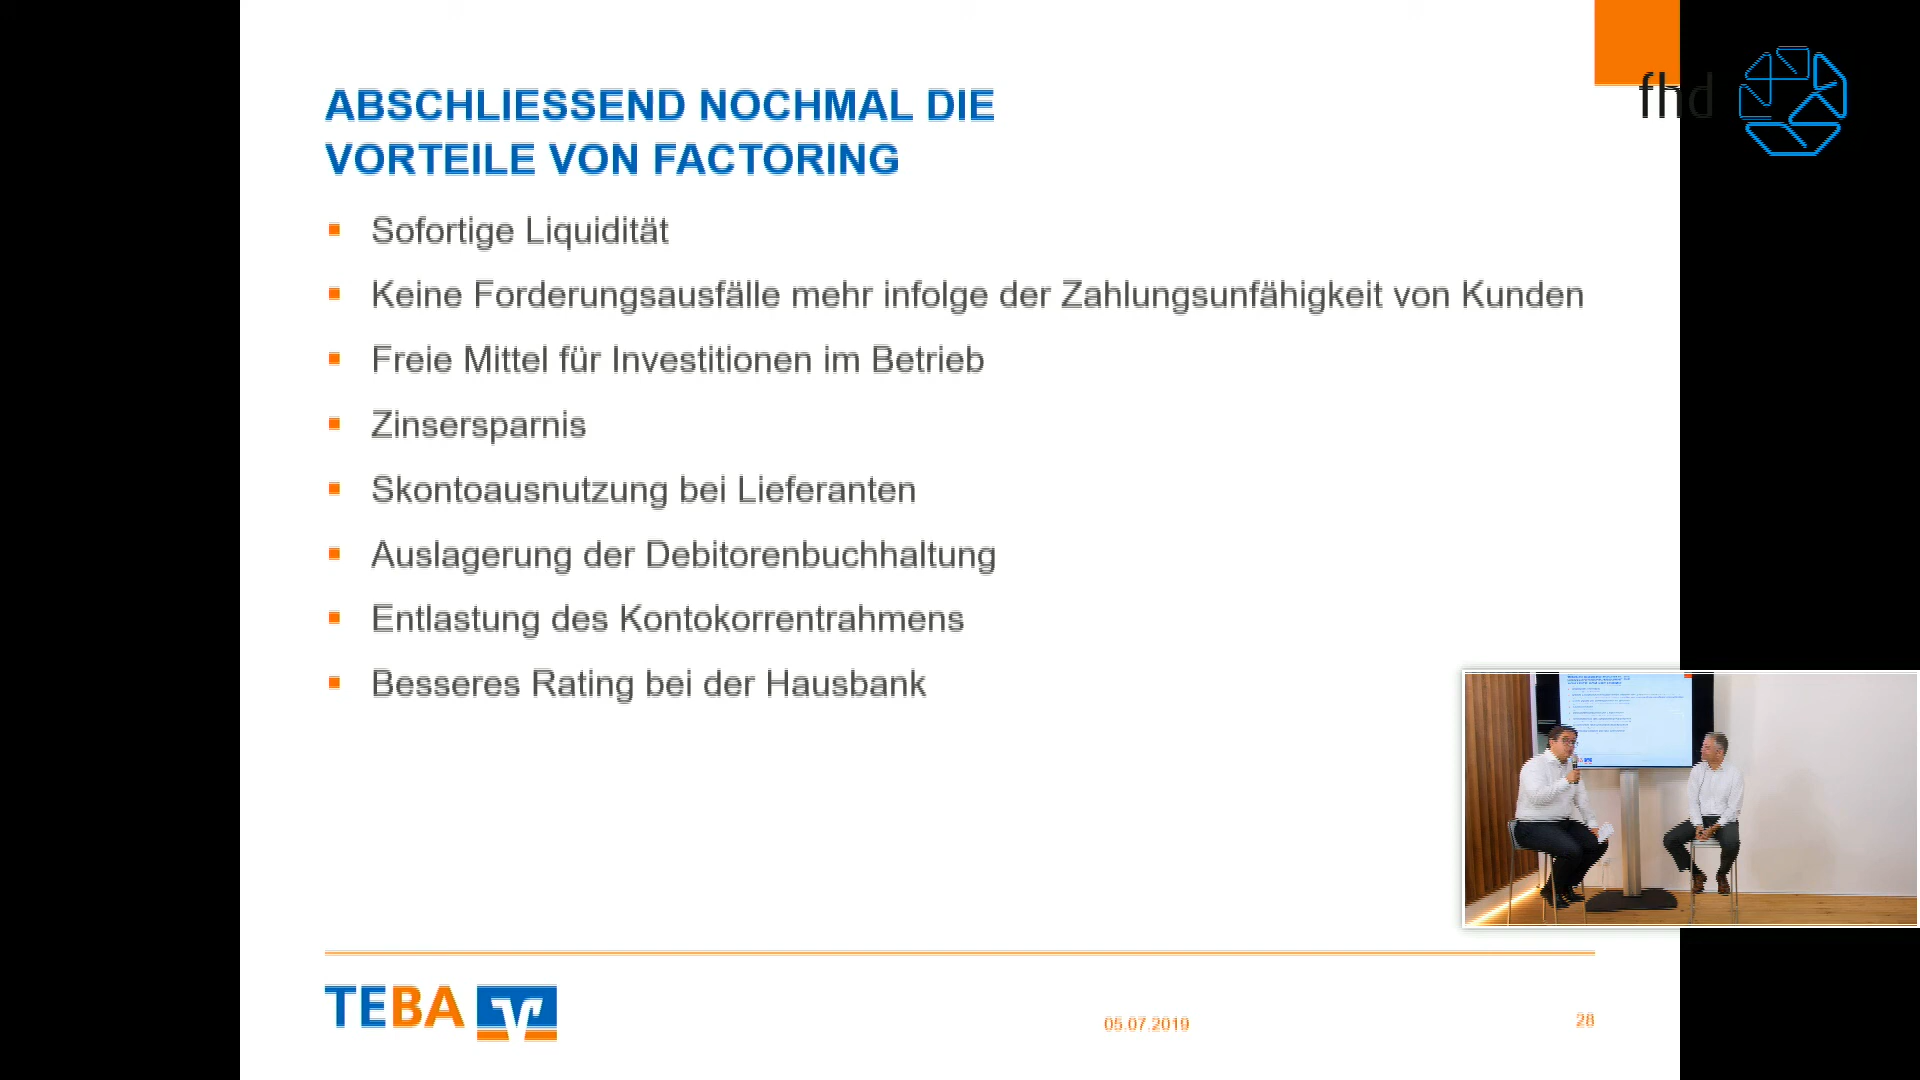 ABSCHLIESSEND NOCHMAL DIE
VORTEILE VON FACTORING
Sofortige Liquidität
Keine Forderungsausfälle mehr infolge der Zahlungsunfähigkeit von Kunden
Freie Mittel für Investitionen im Betrieb
Zinsersparnis
Skontoausnutzung bei Lieferanten
Auslagerung der Debitorenbuchhaltung
Entlastung des Kontokorrentrahmens
Besseres Rating bei der Hausbank
fhd
TEBA
05.07.2019
28